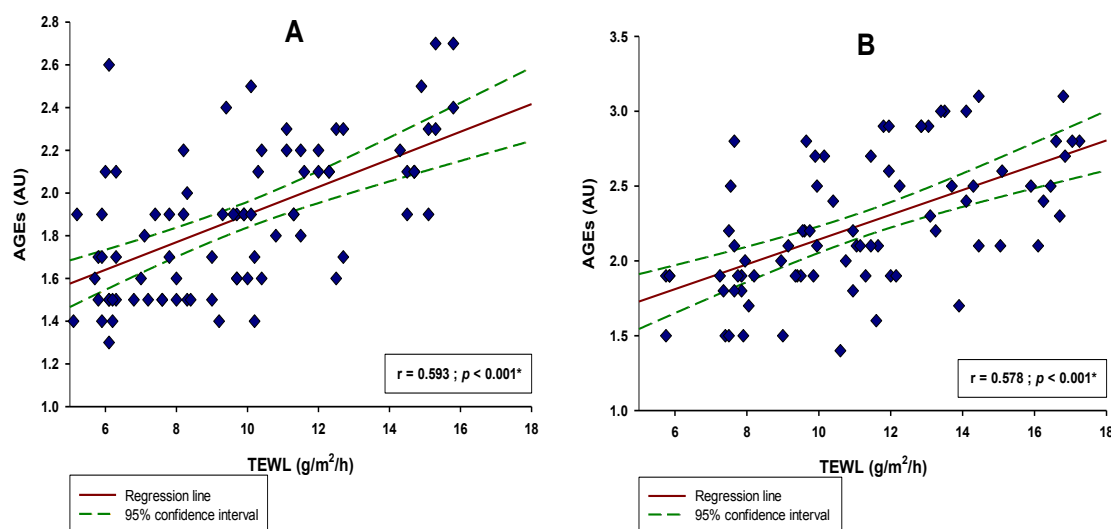 A
2.8
2.6
2.4
2.2
2.0
1.8
1.6
1.4
1.2
1.0
AGEs (AU)
r = 0.593 ; p < 0.001*
6 8 10 12 14 16 18
TEWL (g/m²/h)
Regression line
95% confidence interval
B
3.5
3.0
2.5
2.0
1.5
1.0
AGEs (AU)
r = 0.578 ; p < 0.001*
6 8 10 12 14 16 18
TEWL (g/m²/h)
Regression line
95% confidence interval